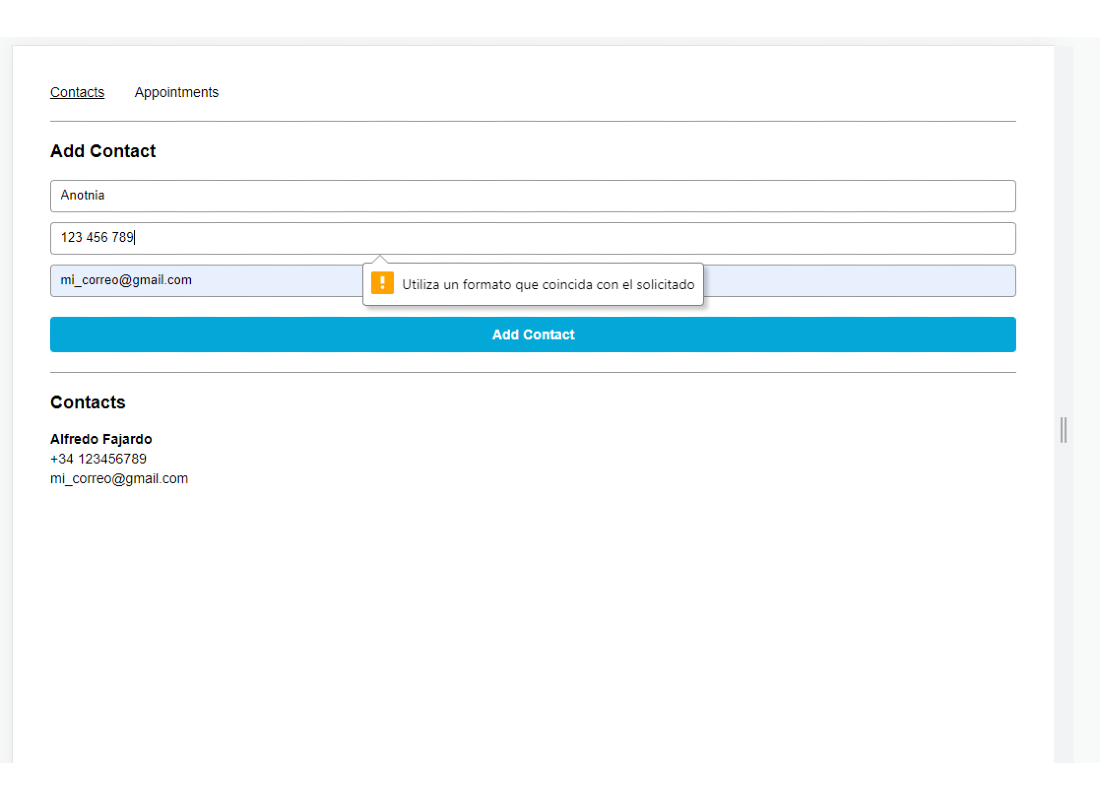 Contacts Appointments
Add Contact
Anotnia
123 456 789
mi_correo@gmail.com
! Utiliza un formato que coincida con el solicitado
Add Contact
Contacts
Alfredo Fajardo
+34 123456789
mi_correo@gmail.com